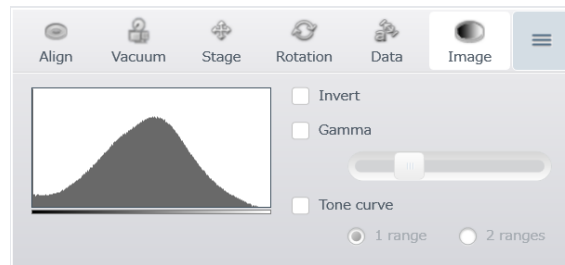 Align Vacuum Stage Rotation Data Image
Invert
Gamma
Tone curve
1 range 2 ranges